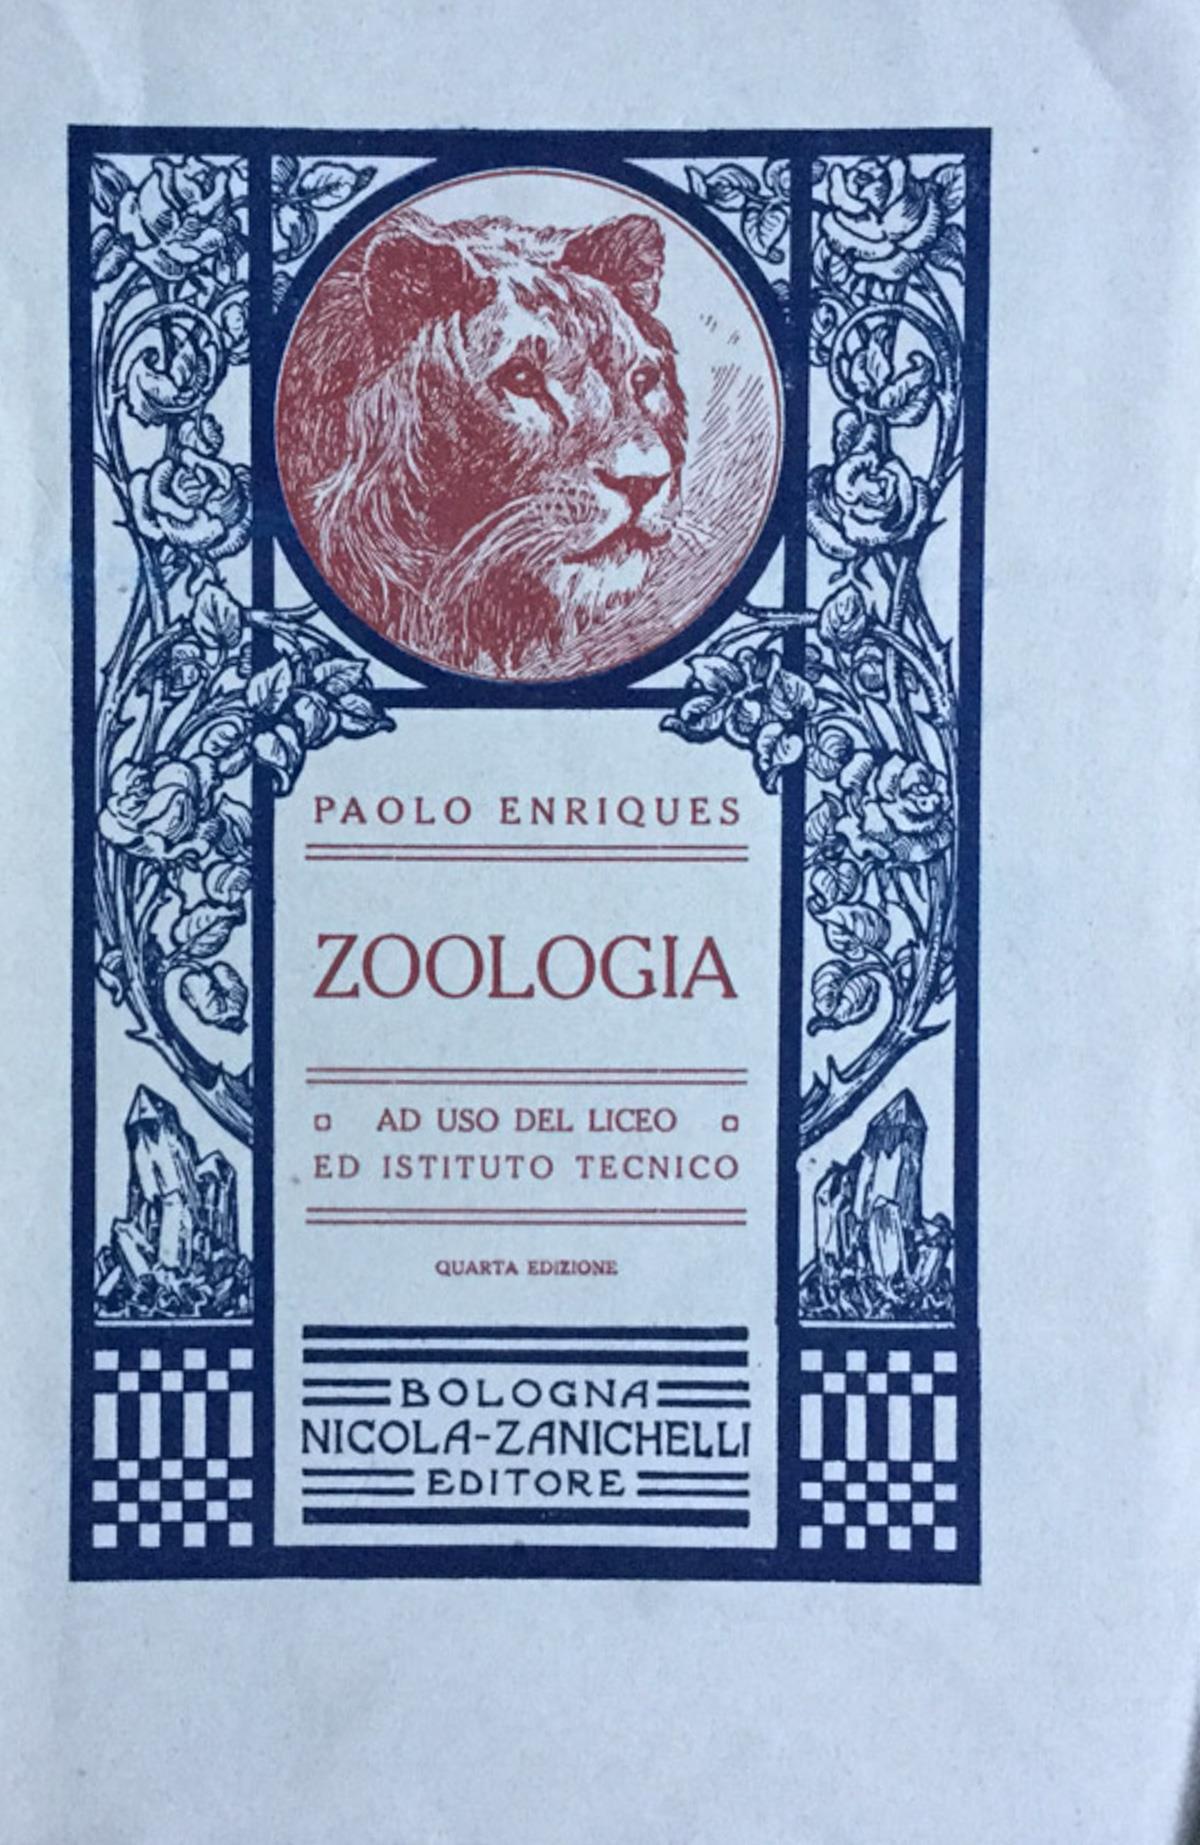 PAOLO ENRIQUES
ZOOLOGIA
AD USO DEL LICEO
ED ISTITUTO TECNICO
QUARTA EDIZIONE
BOLOGNA
NICOLA-ZANICHELLI
EDITORE